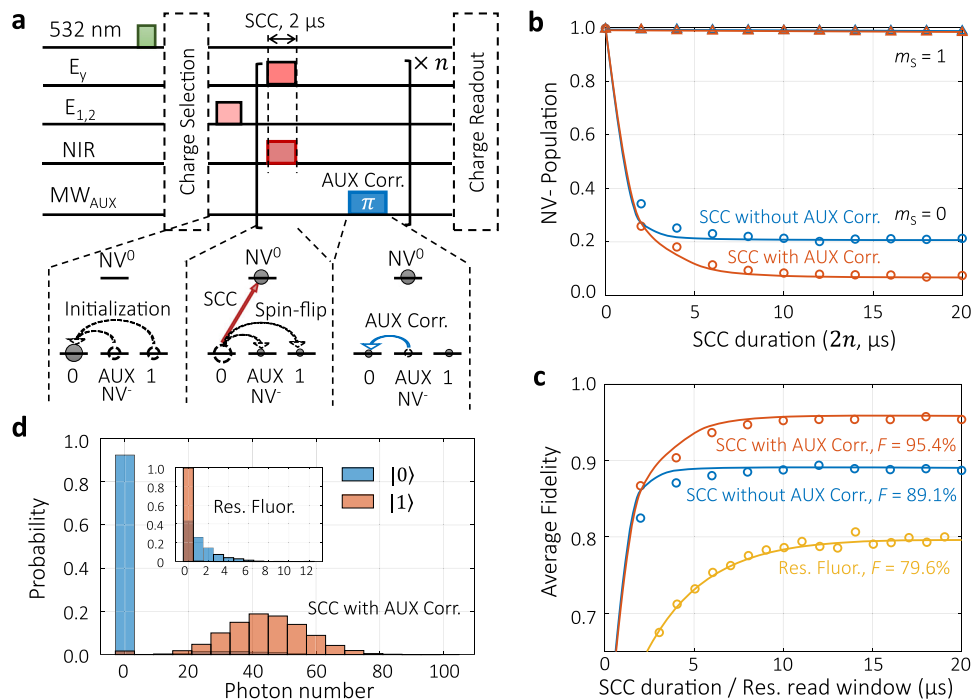 a
532 nm
E_y
E_1,2
NIR
MW_AUX
Charge Selection
SCC, 2 µs
× n
AUX Corr.
π
Charge Readout
NV⁰
Initialization
0 AUX 1
NV⁻
NV⁰
SCC
Spin-flip
0 AUX 1
NV⁻
NV⁰
AUX Corr.
0 AUX 1
NV⁻
b
NV- Population
1.0
0.8
0.6
0.4
0.2
0.0
m_S = 1
SCC without AUX Corr.
m_S = 0
SCC with AUX Corr.
0 5 10 15 20
SCC duration (2n, µs)
c
Average Fidelity
1.0
0.9
0.8
0.7
SCC with AUX Corr., F = 95.4%
SCC without AUX Corr., F = 89.1%
Res. Fluor., F = 79.6%
0 5 10 15 20
SCC duration / Res. read window (µs)
d
Probability
1.0
0.8
0.6
0.4
0.2
0.0
1.0
0.8
0.6
0.4
0.2
0
Res. Fluor.
0 2 4 6 8 10 12
|0⟩
|1⟩
SCC with AUX Corr.
0 20 40 60 80 100
Photon number